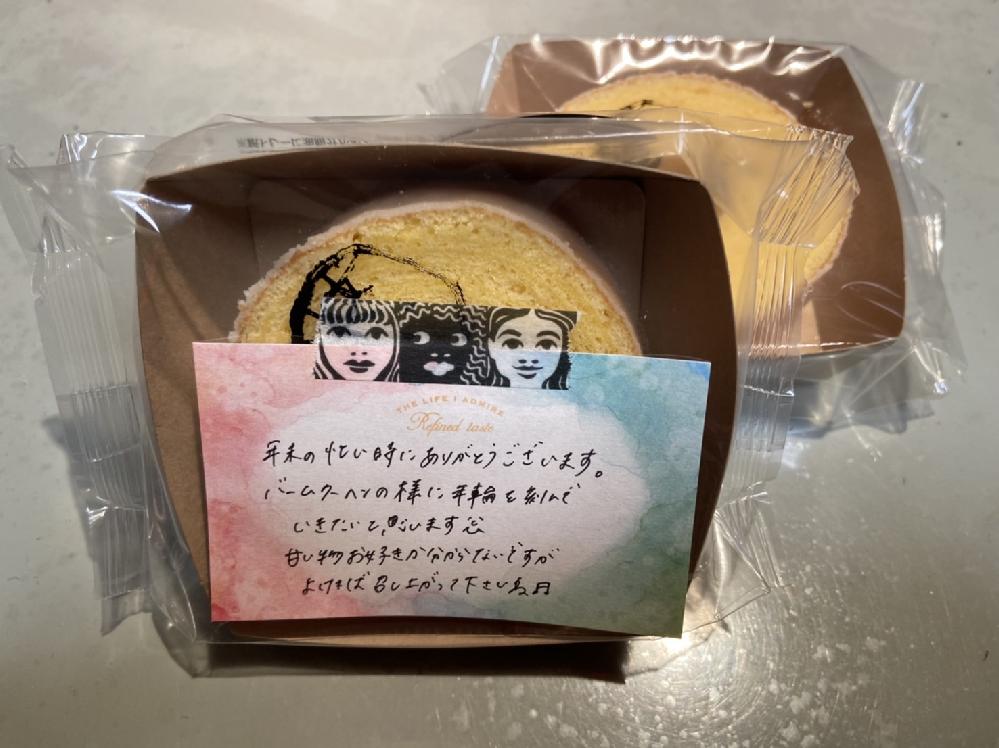 THE LIFE I ADMIRE
Refined taste
年末の忙しい時にありがとうございます。
バームクーヘンの様に年輪を刻んで
いきたいと思います
甘い物お好きか分からないですが
よければ召し上がって下さい